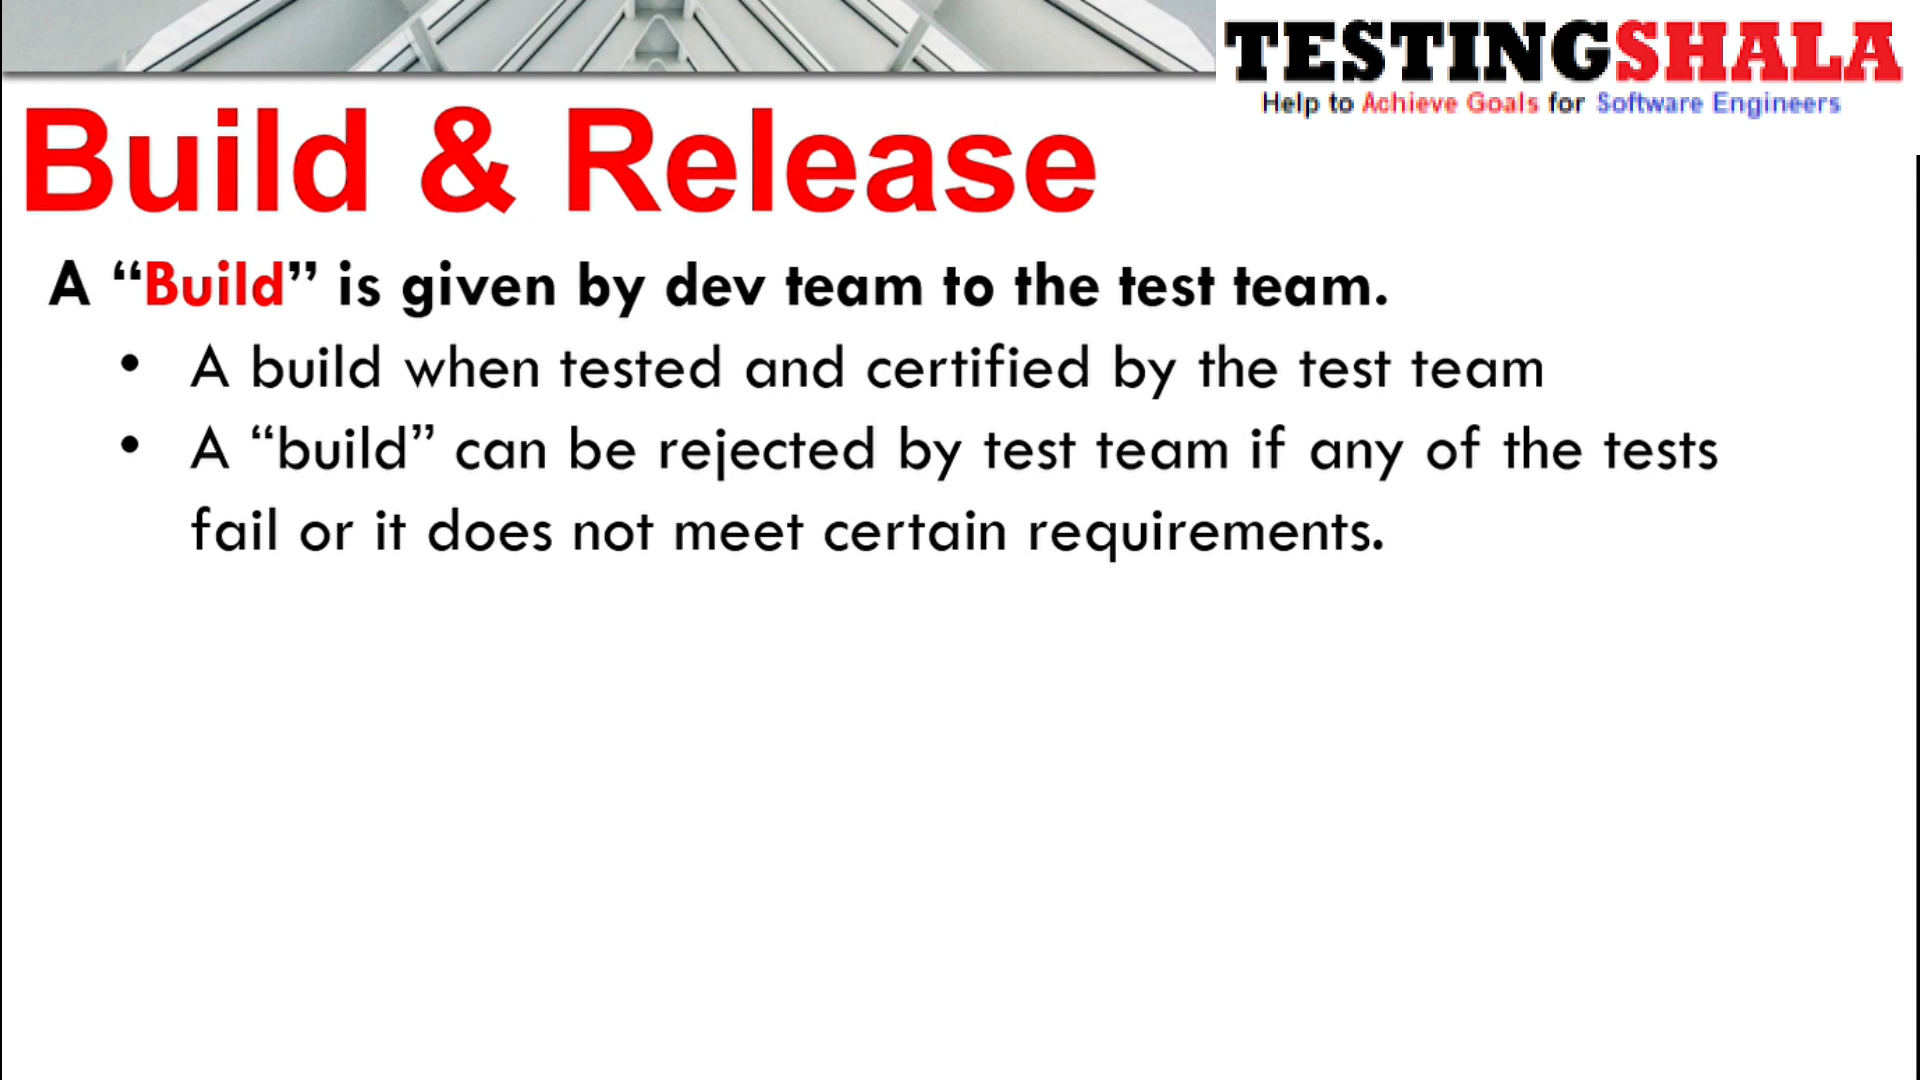 TESTINGSHALA
Help to Achieve Goals for Software Engineers
Build & Release
A “Build” is given by dev team to the test team.
• A build when tested and certified by the test team
• A “build” can be rejected by test team if any of the tests
fail or it does not meet certain requirements.